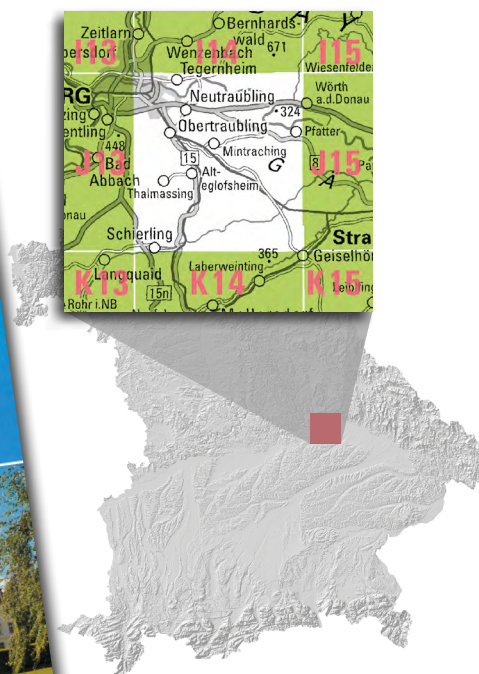 Zeitlarn
Bernhards-
wald 671
I13 I14 I15
bersdorf
Wenzenbach
Tegernheim
Wiesenfelde
RG
Neutraubling
Wörth
a.d.Donau
324
zing
entling
Obertraubling
Pfatter
448
Mintraching
J13 Bad
Abbach
15
Alt-
eglofsheim
G
8
J15
A
Thalmassing
onau
Schierling
Stra
365
Geiselhö
Langquaid
Laberweinting
K13 K14 K15
Rohr i.NB
15n